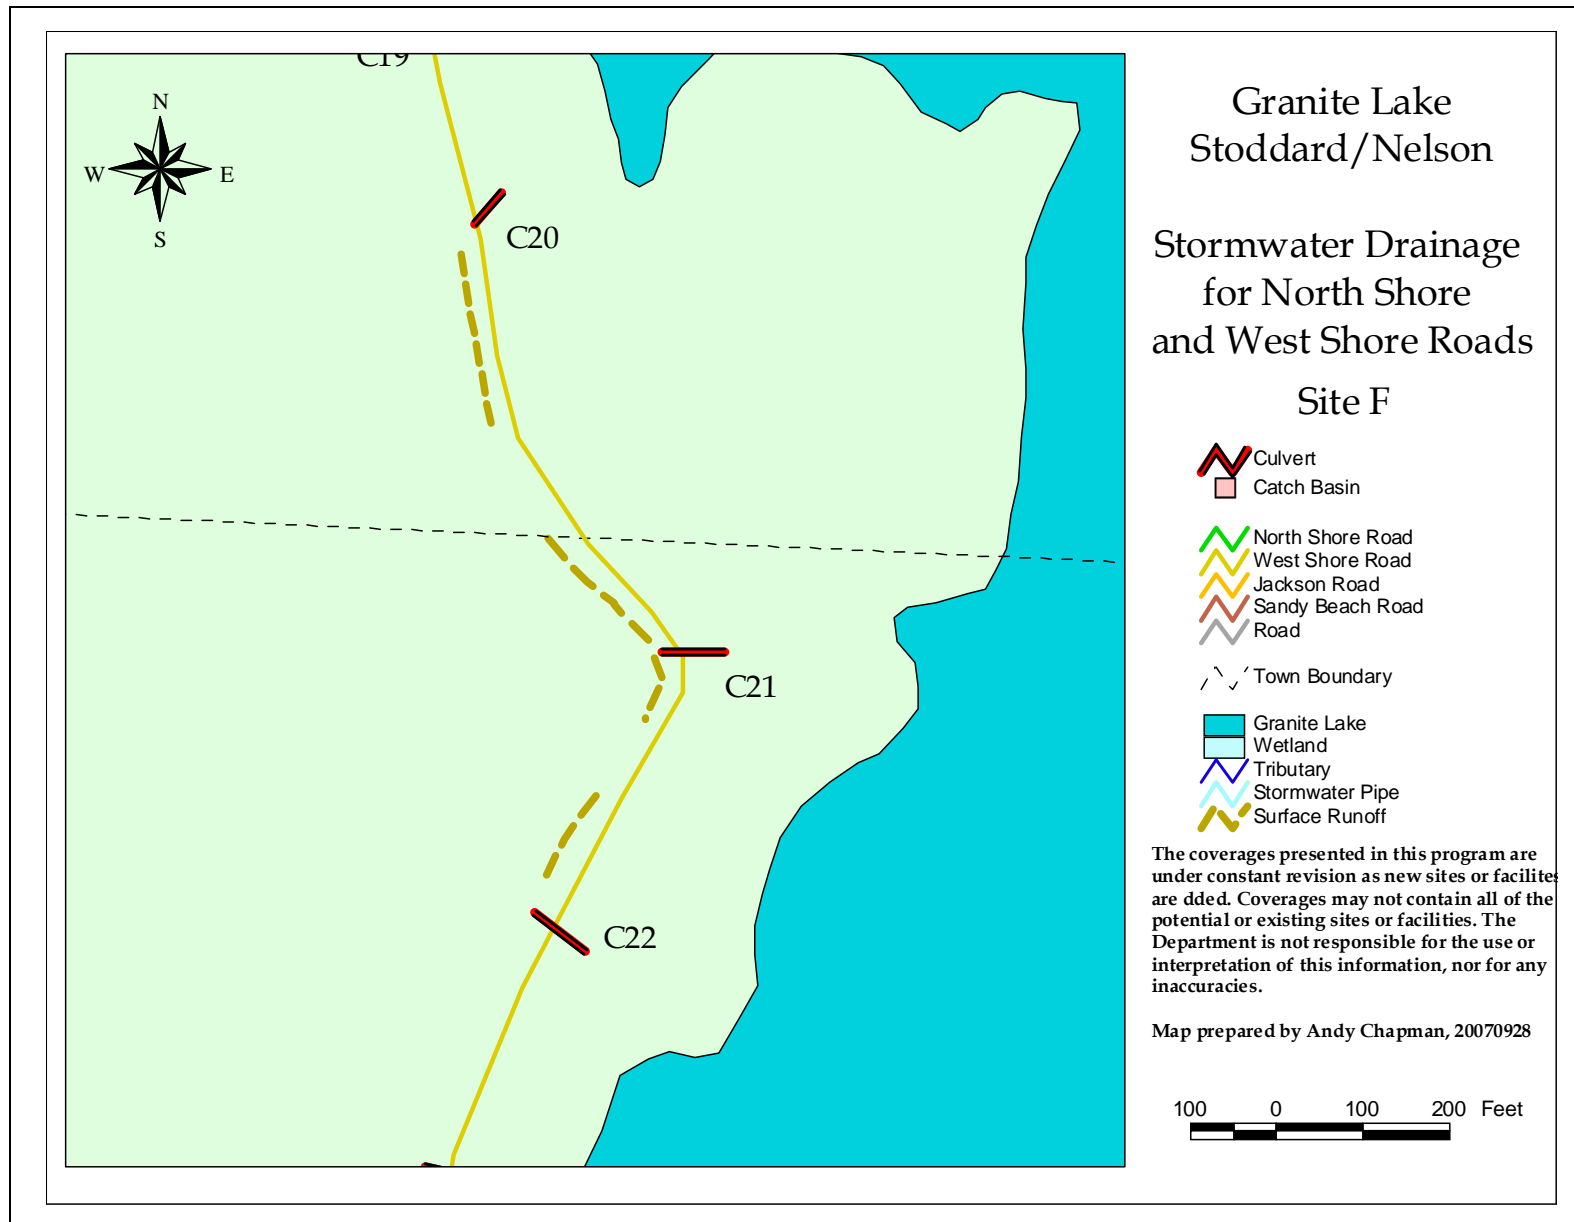 C19
N
W
E
S
C20
C21
C22
Granite Lake
Stoddard/Nelson
Stormwater Drainage
for North Shore
and West Shore Roads
Site F
Culvert
Catch Basin
North Shore Road
West Shore Road
Jackson Road
Sandy Beach Road
Road
Town Boundary
Granite Lake
Wetland
Tributary
Stormwater Pipe
Surface Runoff
The coverages presented in this program are
under constant revision as new sites or facilites
are dded. Coverages may not contain all of the
potential or existing sites or facilities. The
Department is not responsible for the use or
interpretation of this information, nor for any
inaccuracies.
Map prepared by Andy Chapman, 20070928
100 0 100 200 Feet